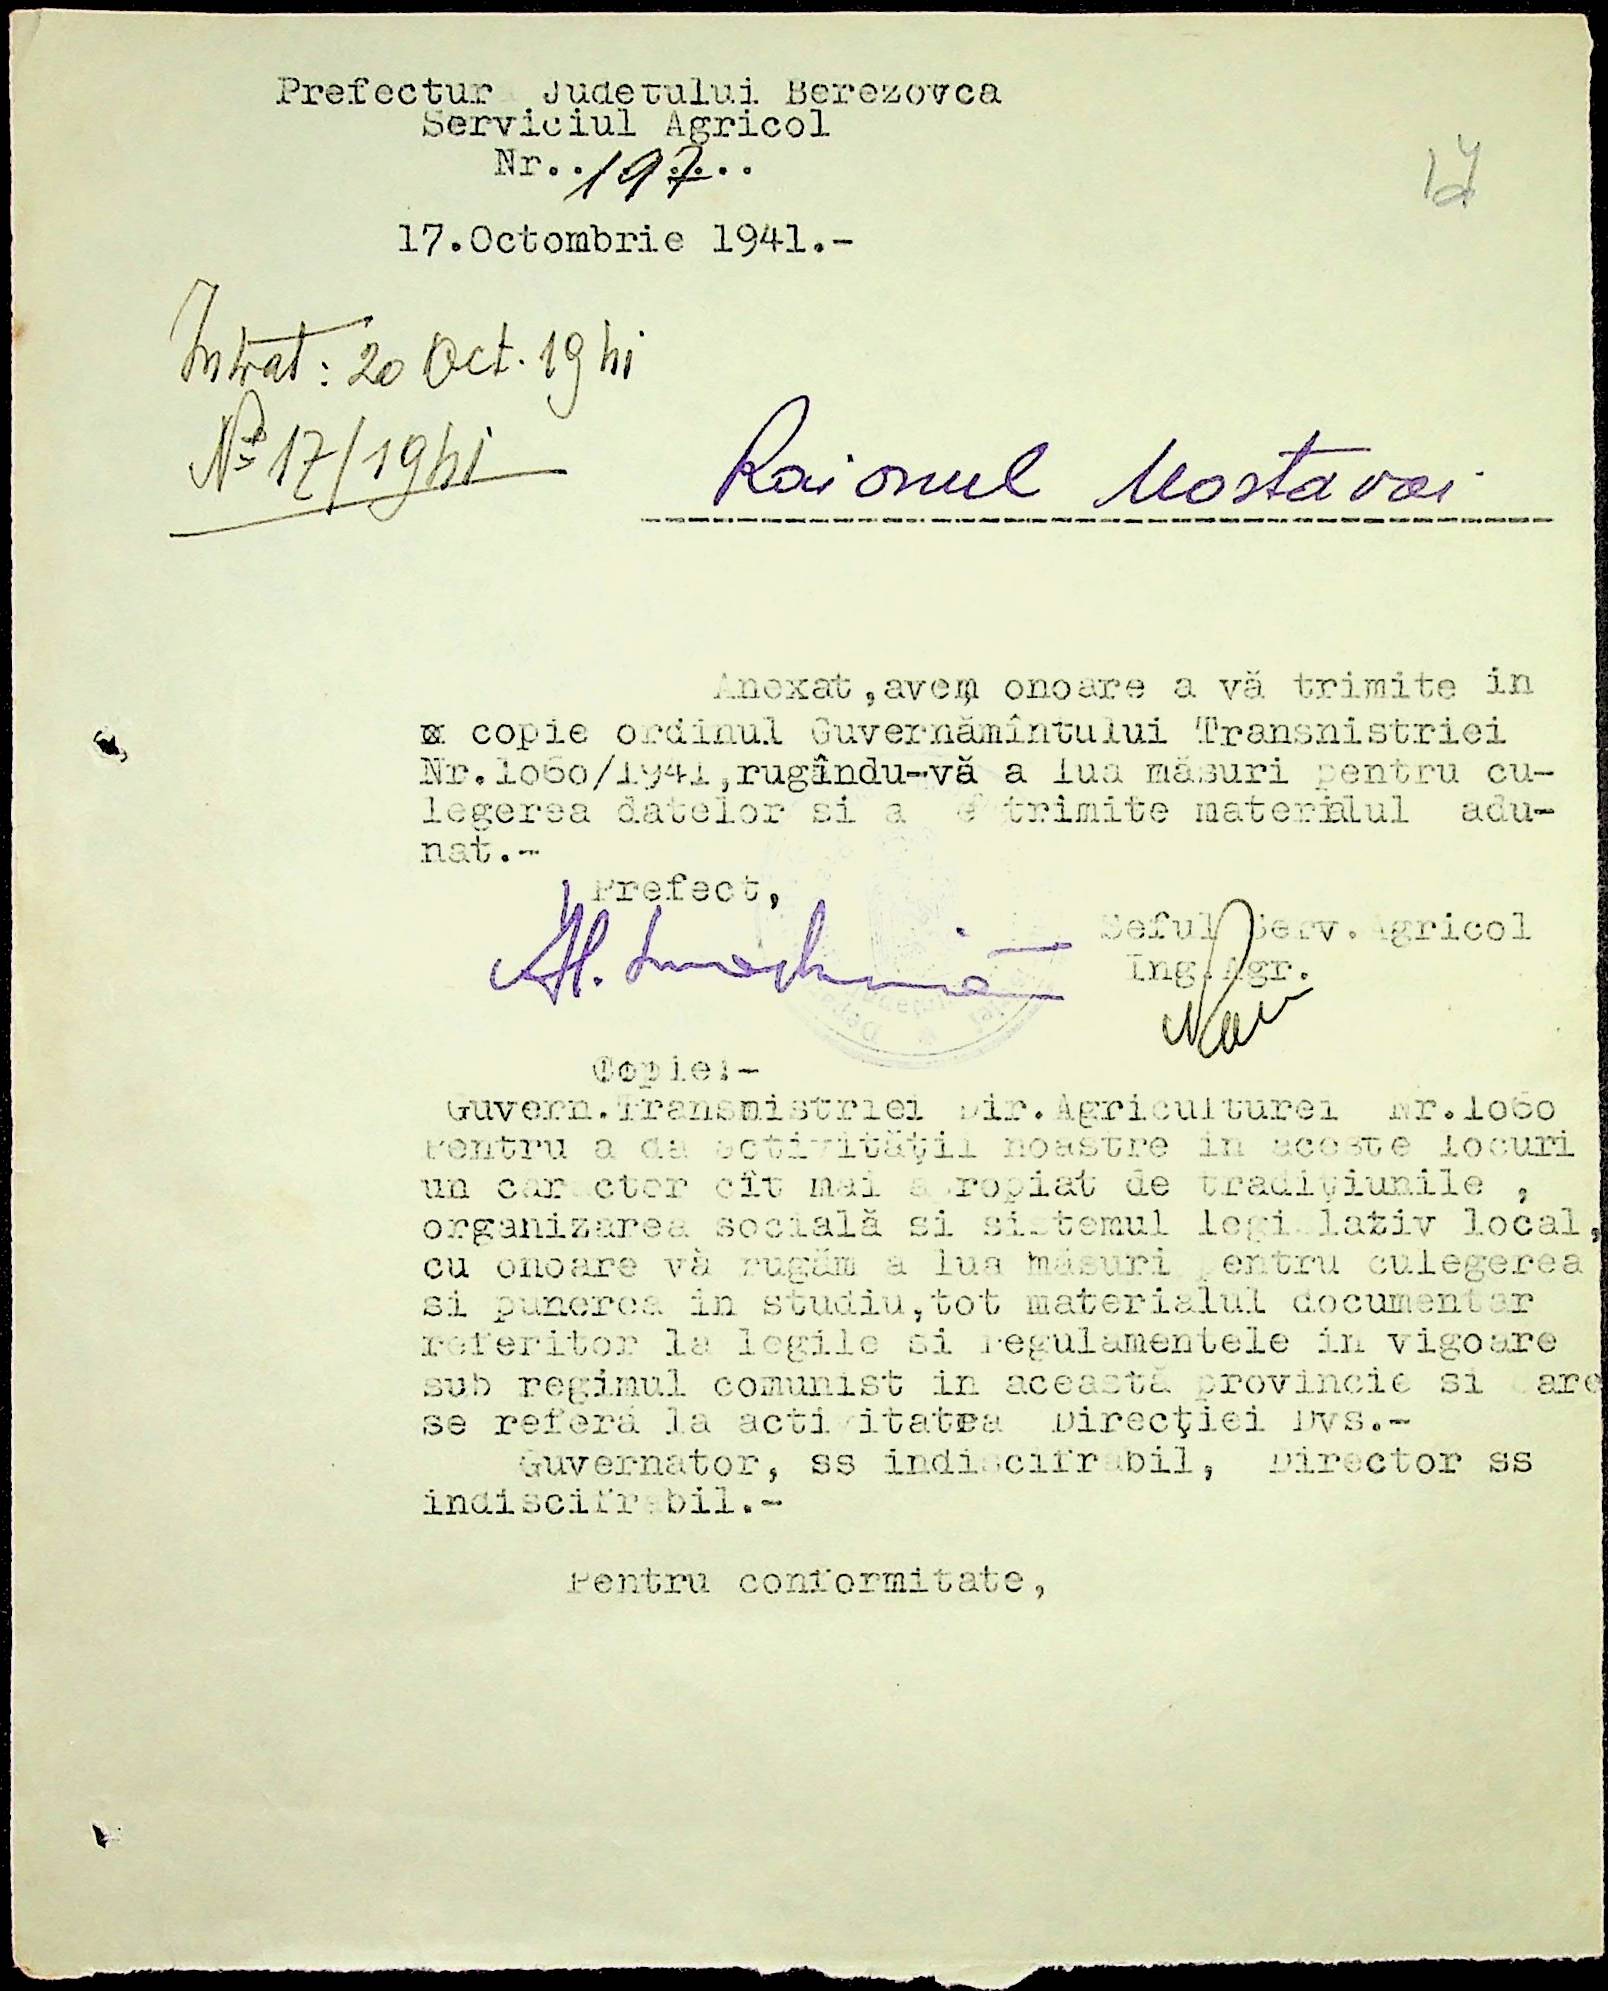 Prefectur Judetului Berezovca
Serviciul Agricol
Nr...197...
17
17.Octombrie 1941.-
Intrat: 20 Oct. 1941
No 17/1941
Raionul Mostavoi
Anexat,avem onoare a vă trimite in
copie ordinul Guvernămîntului Transnistriei
Nr.1060/1941,rugându-vă a lua măsuri pentru cu-
legerea datelor si a trimite materialul adu-
nat.-
Prefect,
Seful Serv.Agricol
Ing.Agr.
Copie:-
Guvern.Transnistriei Dir.Agriculturei Nr.1060
Pentru a da activităţii noastre in aceste locuri
un caracter cît mai apropiat de tradiţiunile ,
organizarea socială si sistemul legislativ local,
cu onoare vă rugăm a lua măsuri pentru culegerea
si punerea in studiu,tot materialul documentar
referitor la legile si regulamentele in vigoare
sub regimul comunist in această provincie si care
se referă la activitatea Direcţiei Dvs.-
Guvernator, ss indiscifrabil, Director ss
indiscifrabil.-
Pentru conformitate,